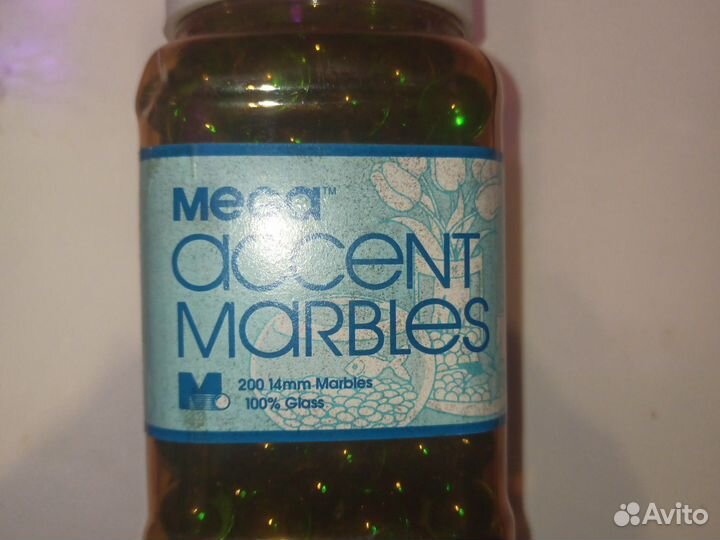 Mega™
accent
Marbles
M
200 14mm Marbles
100% Glass
Avito